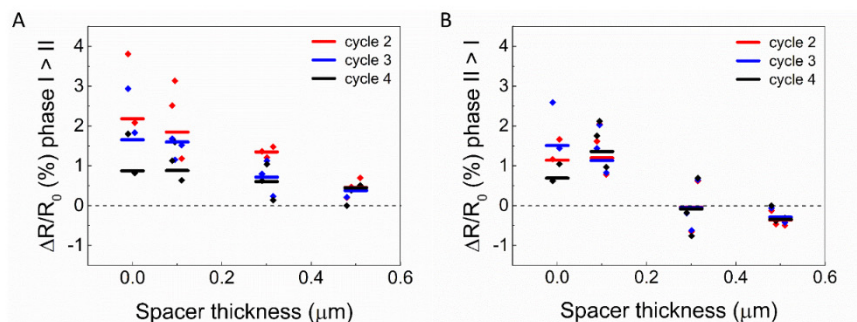 A
ΔR/R₀ (%) phase I > II
4
3
2
1
0
-1
cycle 2
cycle 3
cycle 4
0.0
0.2
0.4
0.6
Spacer thickness (μm)
B
ΔR/R₀ (%) phase II > I
4
3
2
1
0
-1
cycle 2
cycle 3
cycle 4
0.0
0.2
0.4
0.6
Spacer thickness (μm)